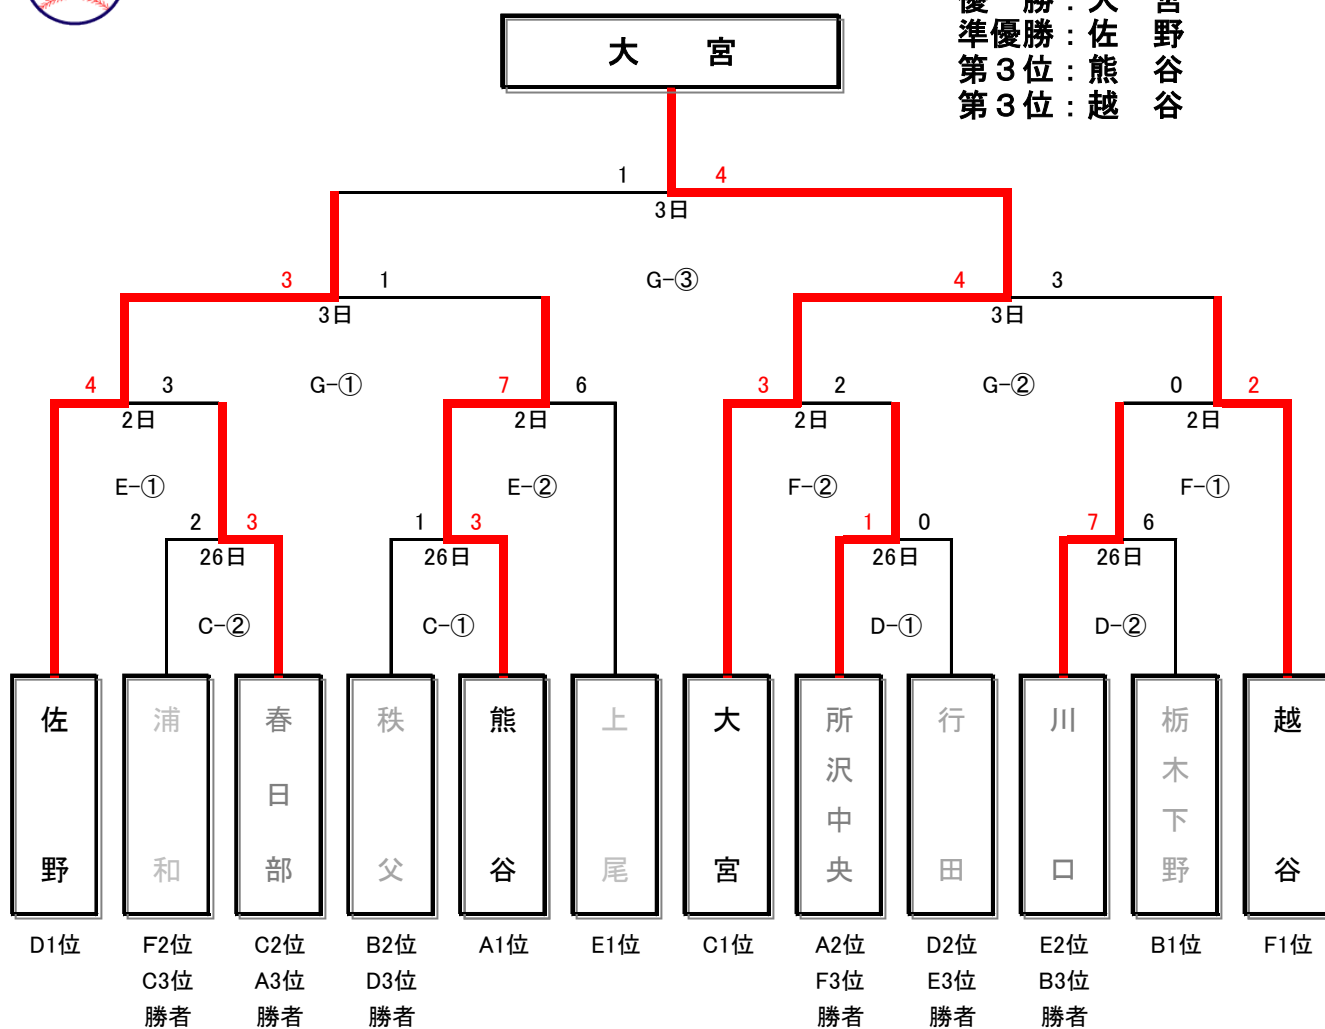 優　勝：大　宮
準優勝：佐　野
第３位：熊　谷
第３位：越　谷
大　宮
1 4
3日
G-③
3 1 4 3
3日 3日
G-① G-②
4 3 7 6 3 2 0 2
2日 2日 2日 2日
E-① E-② F-② F-①
2 3 1 3 1 0 7 6
26日 26日 26日 26日
C-② C-① D-① D-②
佐野 浦和 春日部 秩父 熊谷 上尾 大宮 所沢中央 行田 川口 栃木下野 越谷
D1位 F2位 C2位 B2位 A1位 E1位 C1位 A2位 D2位 E2位 B1位 F1位
C3位 A3位 D3位 F3位 E3位 B3位
勝者 勝者 勝者 勝者 勝者 勝者